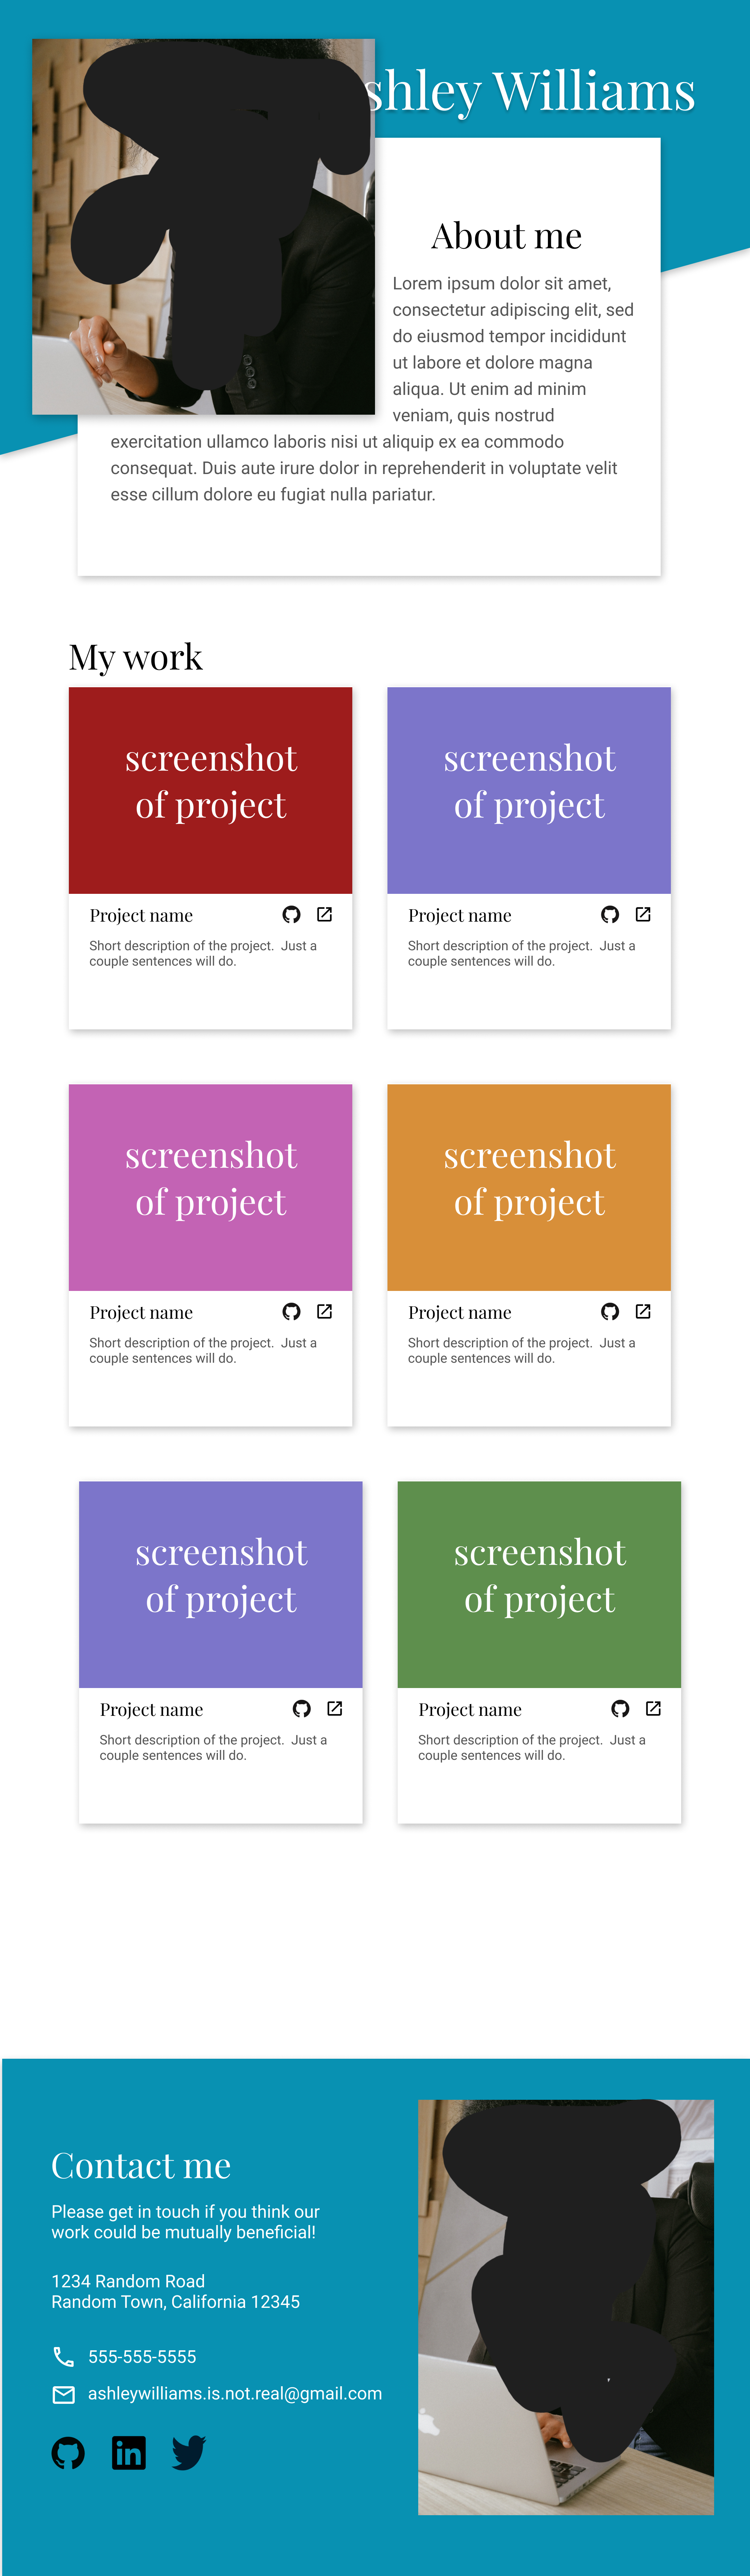 Williams
About me
Lorem ipsum dolor sit amet,
consectetur adipiscing elit, sed
do eiusmod tempor incididunt
ut labore et dolore magna
aliqua. Ut enim ad minim
veniam, quis nostrud
exercitation ullamco laboris nisi ut aliquip ex ea commodo
consequat. Duis aute irure dolor in reprehenderit in voluptate velit
esse cillum dolore eu fugiat nulla pariatur.
My work
screenshot
of project
Project name
Short description of the project. Just a
couple sentences will do.
screenshot
of project
Project name
Short description of the project. Just a
couple sentences will do.
screenshot
of project
Project name
Short description of the project. Just a
couple sentences will do.
screenshot
of project
Project name
Short description of the project. Just a
couple sentences will do.
screenshot
of project
Project name
Short description of the project. Just a
couple sentences will do.
screenshot
of project
Project name
Short description of the project. Just a
couple sentences will do.
Contact me
Please get in touch if you think our
work could be mutually beneficial!
1234 Random Road
Random Town, California 12345
555-555-5555
ashleywilliams.is.not.real@gmail.com
in